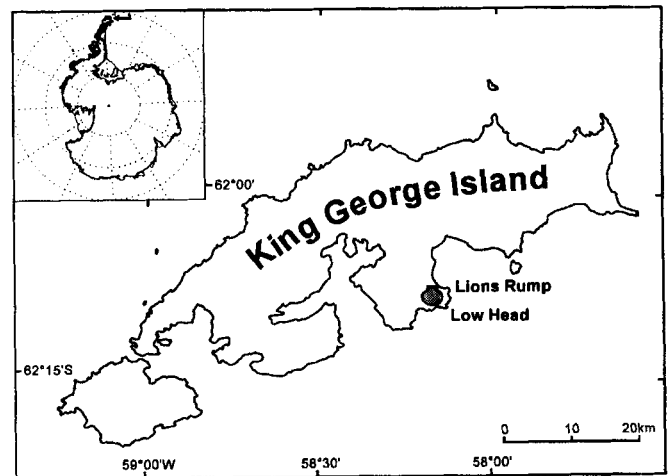 62°00'
King George Island
Lions Rump
Low Head
62°15'S
0 10 20km
59°00'W 58°30' 58°00'